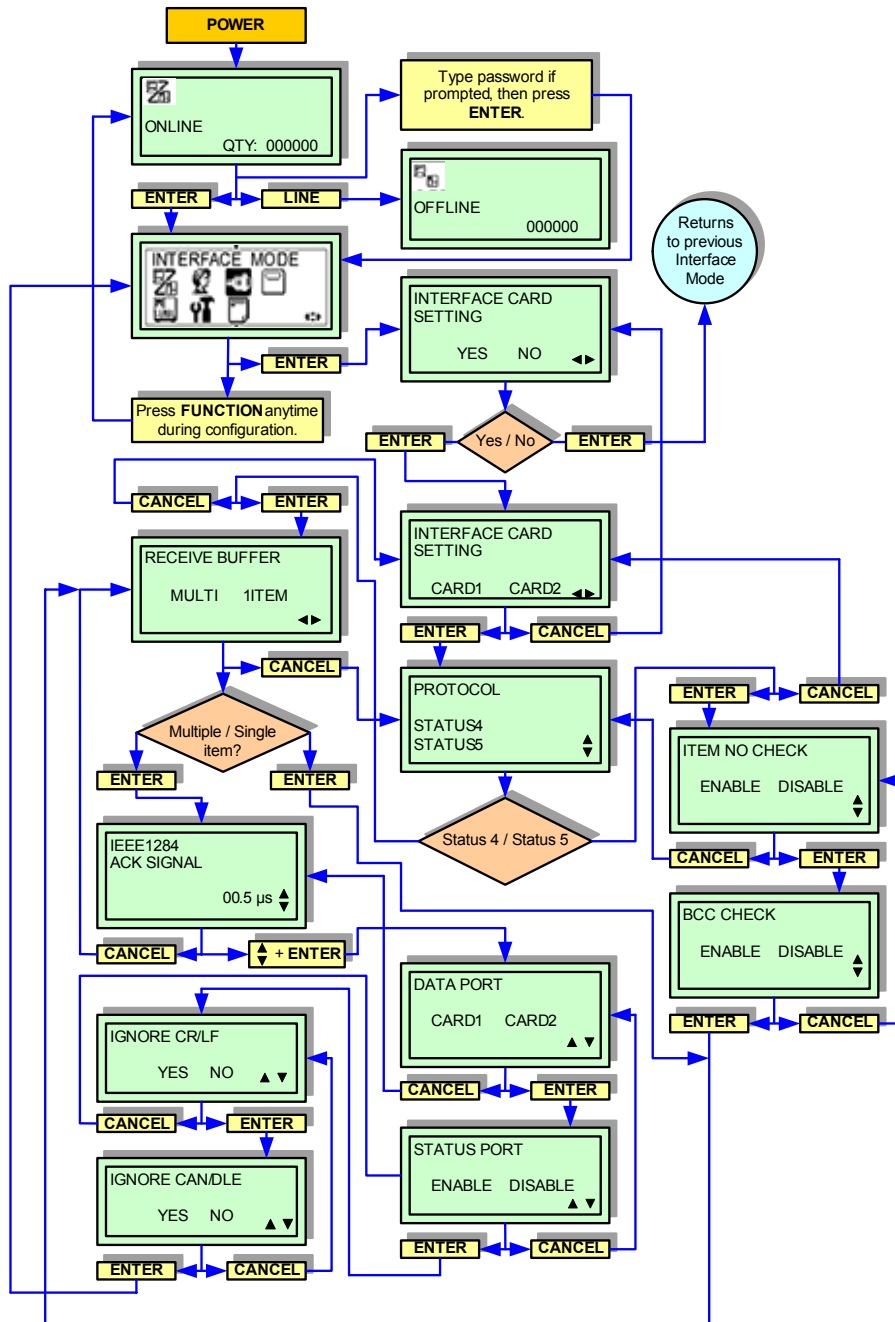 POWER
ONLINE
QTY: 000000
Type password if
prompted, then press
ENTER.
ENTER
LINE
OFFLINE
000000
Returns
to previous
Interface
Mode
INTERFACE MODE
INTERFACE CARD
SETTING
YES NO
ENTER
Press FUNCTION anytime
during configuration.
ENTER
Yes / No
ENTER
CANCEL
ENTER
INTERFACE CARD
SETTING
CARD1 CARD2
RECEIVE BUFFER
MULTI 1ITEM
ENTER
CANCEL
CANCEL
PROTOCOL
STATUS4
STATUS5
ENTER
CANCEL
Multiple / Single
item?
ITEM NO CHECK
ENABLE DISABLE
ENTER
ENTER
Status 4 / Status 5
IEEE1284
ACK SIGNAL
00.5 µs
CANCEL
ENTER
BCC CHECK
ENABLE DISABLE
CANCEL
+ ENTER
DATA PORT
CARD1 CARD2
ENTER
CANCEL
IGNORE CR/LF
YES NO
CANCEL
ENTER
CANCEL
ENTER
STATUS PORT
ENABLE DISABLE
IGNORE CAN/DLE
YES NO
ENTER
CANCEL
ENTER
CANCEL